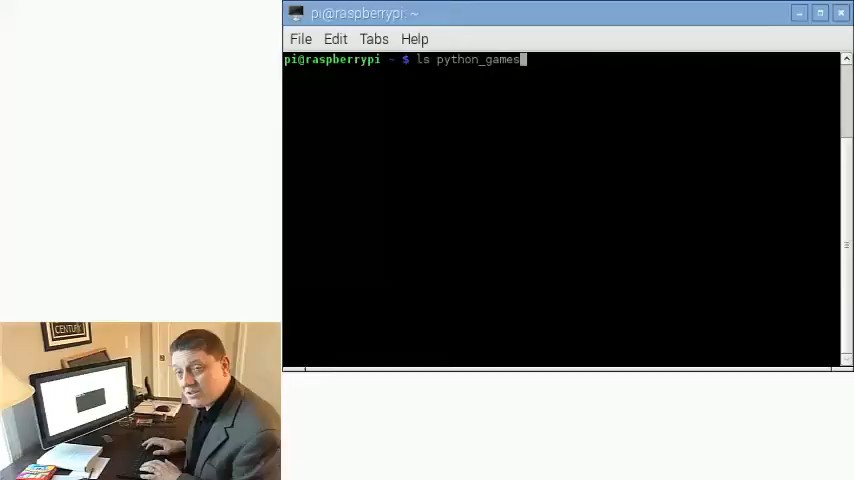 pi@raspberrypi: ~
File Edit Tabs Help
pi@raspberrypi ~ $ ls python_games
CENTURY